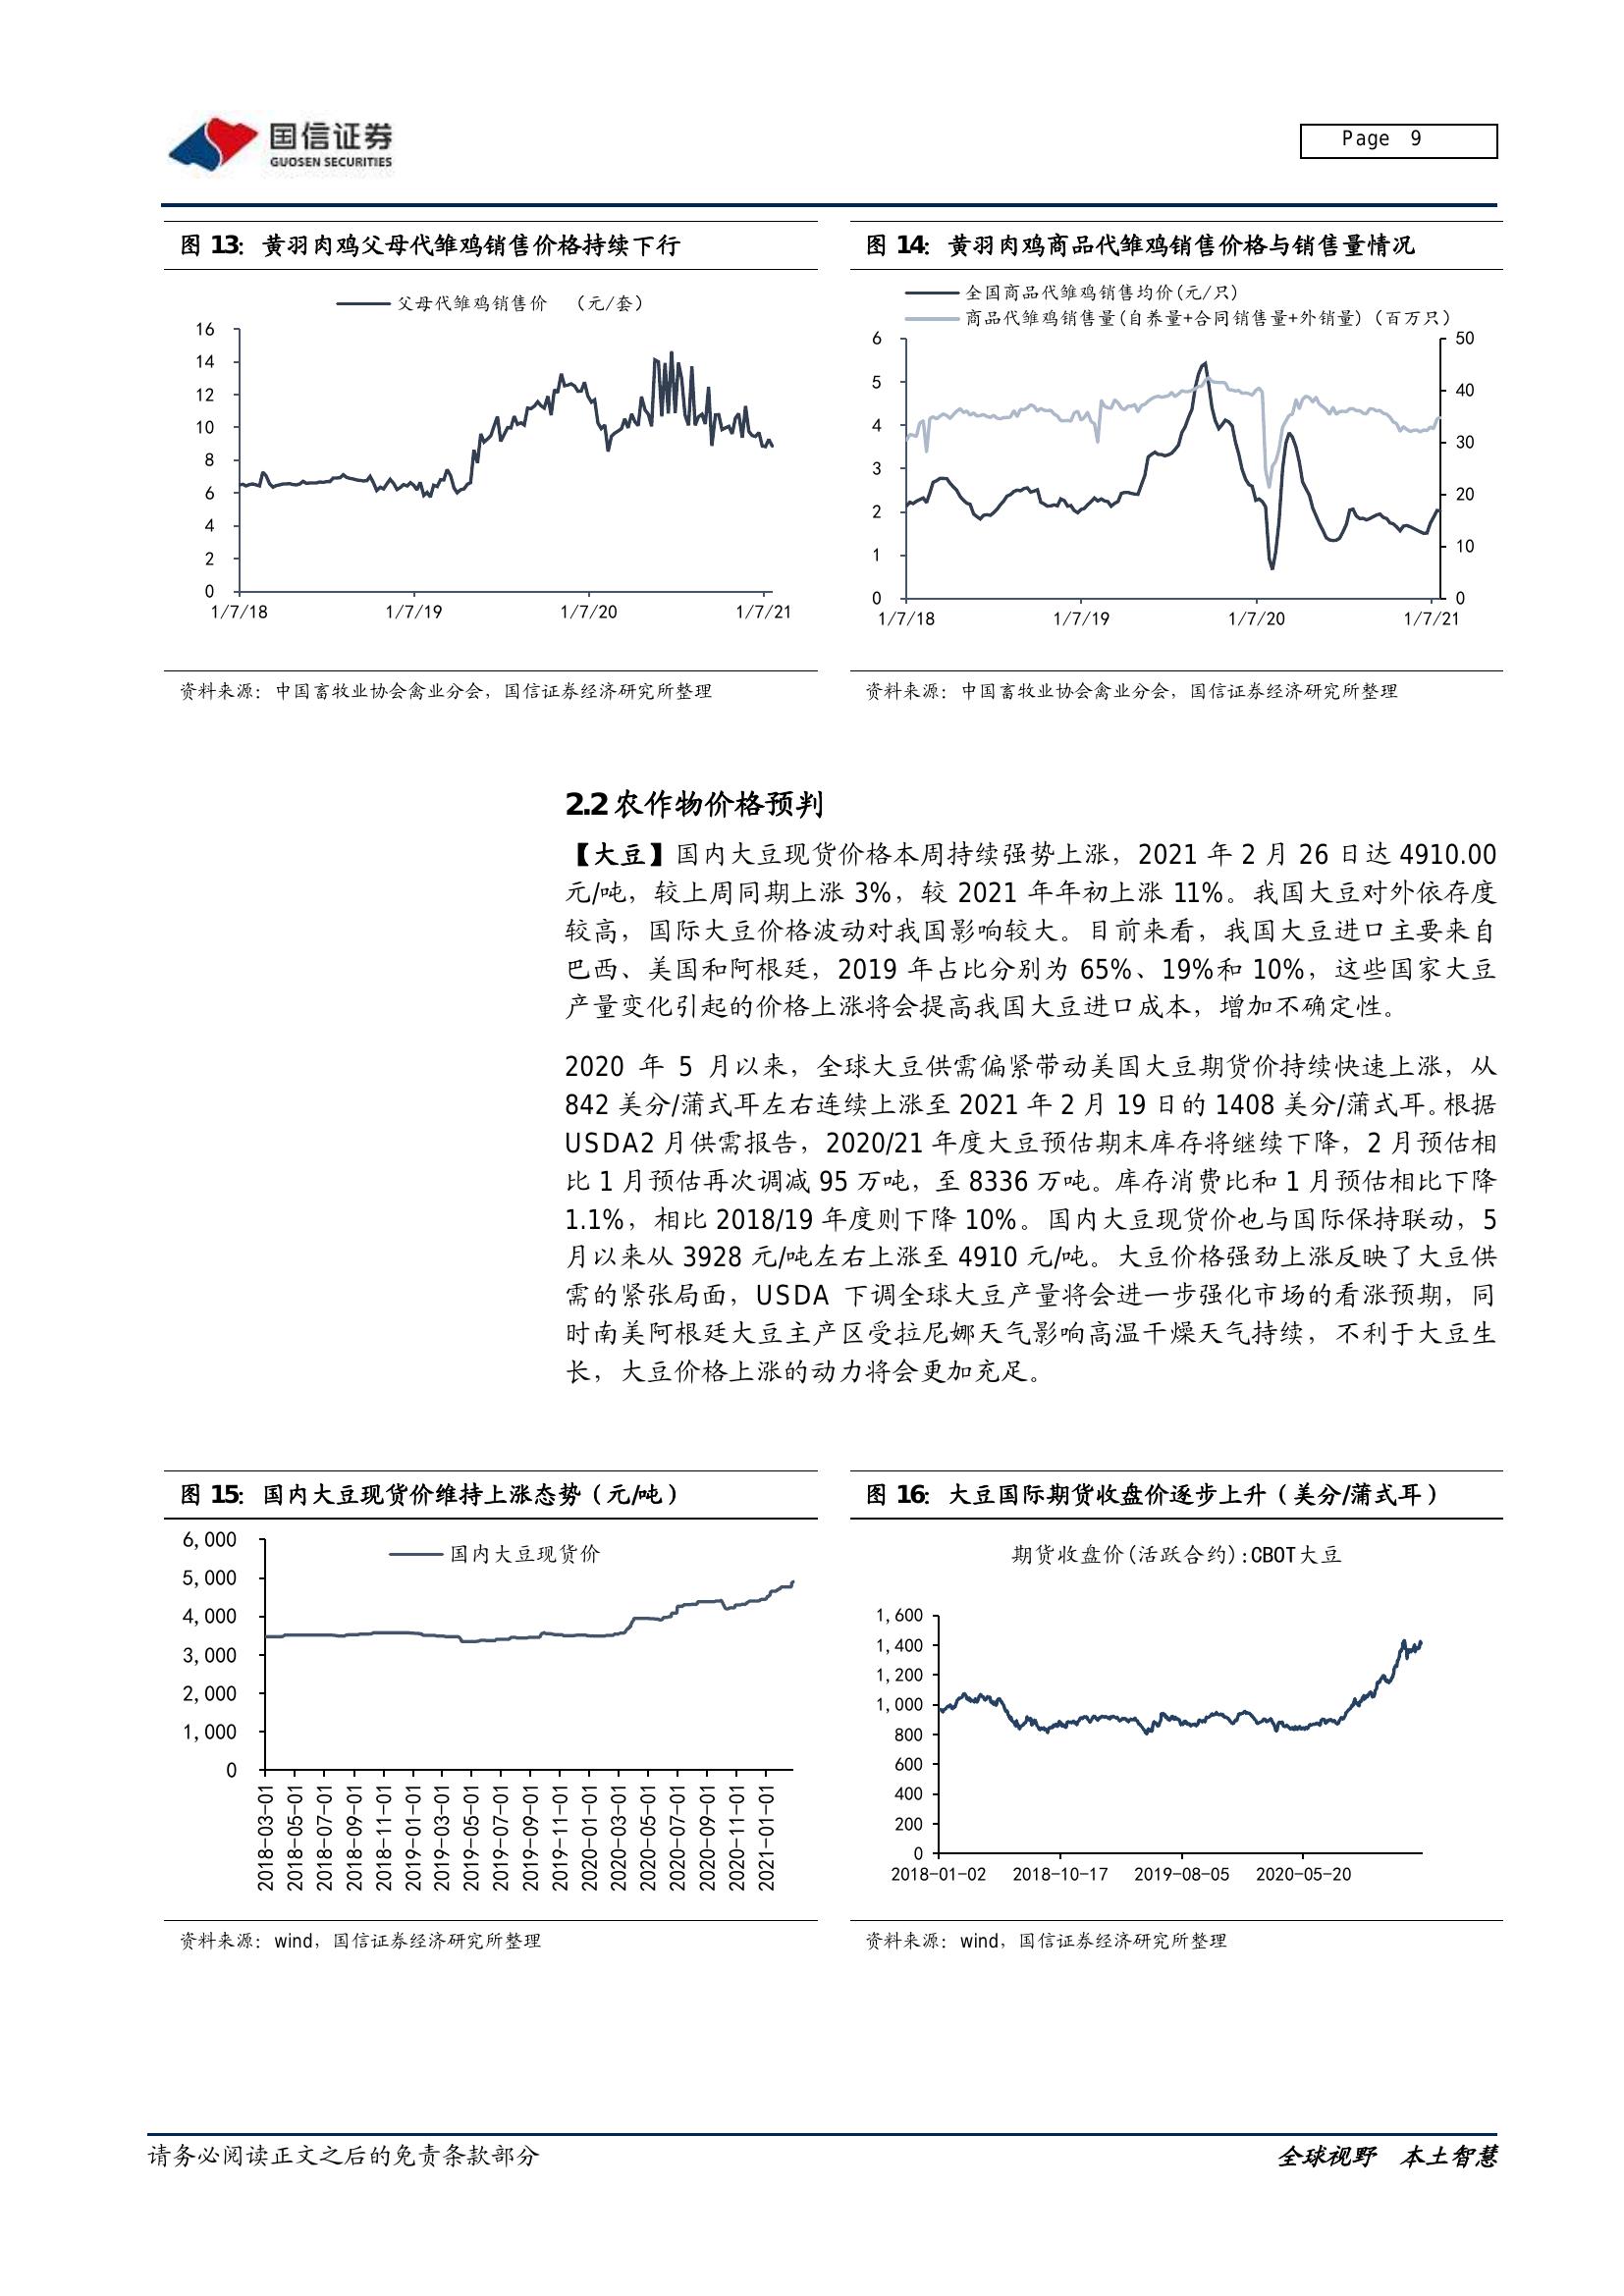 国信证券
GUOSEN SECURITIES
Page 9
图 13：黄羽肉鸡父母代雏鸡销售价格持续下行
父母代雏鸡销售价 （元/套）
16
14
12
10
8
6
4
2
0
1/7/18 1/7/19 1/7/20 1/7/21
资料来源：中国畜牧业协会禽业分会，国信证券经济研究所整理
图 14：黄羽肉鸡商品代雏鸡销售价格与销售量情况
全国商品代雏鸡销售均价(元/只)
商品代雏鸡销售量(自养量+合同销售量+外销量)（百万只）
6
5
4
3
2
1
0
50
40
30
20
10
0
1/7/18 1/7/19 1/7/20 1/7/21
资料来源：中国畜牧业协会禽业分会，国信证券经济研究所整理
2.2 农作物价格预判
【大豆】国内大豆现货价格本周持续强势上涨，2021 年 2 月 26 日达 4910.00
元/吨，较上周同期上涨 3%，较 2021 年年初上涨 11%。我国大豆对外依存度
较高，国际大豆价格波动对我国影响较大。目前来看，我国大豆进口主要来自
巴西、美国和阿根廷，2019 年占比分别为 65%、19%和 10%，这些国家大豆
产量变化引起的价格上涨将会提高我国大豆进口成本，增加不确定性。
2020 年 5 月以来，全球大豆供需偏紧带动美国大豆期货价持续快速上涨，从
842 美分/蒲式耳左右连续上涨至 2021 年 2 月 19 日的 1408 美分/蒲式耳。根据
USDA2 月供需报告，2020/21 年度大豆预估期末库存将继续下降，2 月预估相
比 1 月预估再次调减 95 万吨，至 8336 万吨。库存消费比和 1 月预估相比下降
1.1%，相比 2018/19 年度则下降 10%。国内大豆现货价也与国际保持联动，5
月以来从 3928 元/吨左右上涨至 4910 元/吨。大豆价格强劲上涨反映了大豆供
需的紧张局面，USDA 下调全球大豆产量将会进一步强化市场的看涨预期，同
时南美阿根廷大豆主产区受拉尼娜天气影响高温干燥天气持续，不利于大豆生
长，大豆价格上涨的动力将会更加充足。
图 15：国内大豆现货价维持上涨态势（元/吨）
国内大豆现货价
6,000
5,000
4,000
3,000
2,000
1,000
0
2018-03-01
2018-05-01
2018-07-01
2018-09-01
2018-11-01
2019-01-01
2019-03-01
2019-05-01
2019-07-01
2019-09-01
2019-11-01
2020-01-01
2020-03-01
2020-05-01
2020-07-01
2020-09-01
2020-11-01
2021-01-01
资料来源：wind，国信证券经济研究所整理
图 16：大豆国际期货收盘价逐步上升（美分/蒲式耳）
期货收盘价(活跃合约):CBOT大豆
1,600
1,400
1,200
1,000
800
600
400
200
0
2018-01-02 2018-10-17 2019-08-05 2020-05-20
资料来源：wind，国信证券经济研究所整理
请务必阅读正文之后的免责条款部分
全球视野 本土智慧